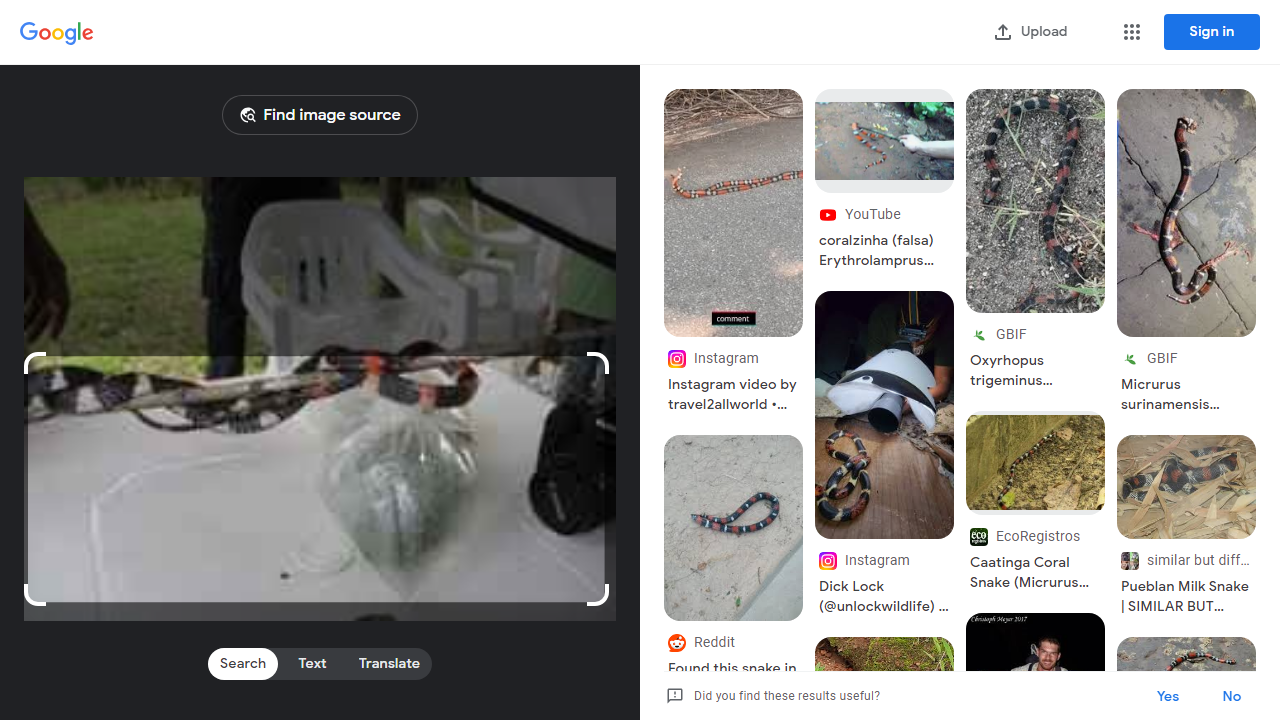 Google
Upload
Sign in
Find image source
Search
Text
Translate
comment
Instagram
Instagram video by
travel2allworld •...
Reddit
Found this snake in
YouTube
coralzinha (falsa)
Erythrolamprus...
Instagram
Dick Lock
(@unlockwildlife) ...
GBIF
Oxyrhopus
trigeminus...
eco
EcoRegistros
Caatinga Coral
Snake (Micrurus...
Christoph Meyer 2017
GBIF
Micrurus
surinamensis...
similar but diff...
Pueblan Milk Snake
| SIMILAR BUT...
Did you find these results useful?
Yes
No